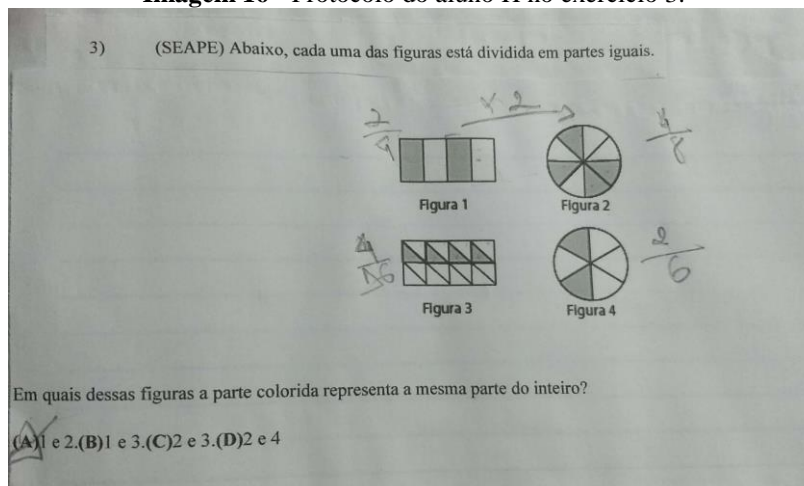 Imagem 16 - Protocolo do aluno H no exercício 3.
3) (SEAPE) Abaixo, cada uma das figuras está dividida em partes iguais.
x 2
2/4
Figura 1
Figura 2
4/16
2/6
Figura 3
Figura 4
Em quais dessas figuras a parte colorida representa a mesma parte do inteiro?
(A)1 e 2.(B)1 e 3.(C)2 e 3.(D)2 e 4